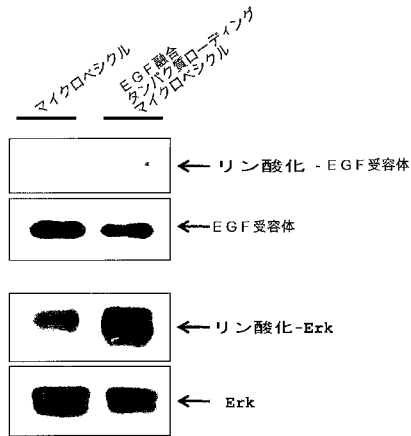 マイクロベシクル
EGF融合
タンパク質ローディング
マイクロベシクル
リン酸化 - EGF受容体
EGF受容体
リン酸化-Erk
Erk